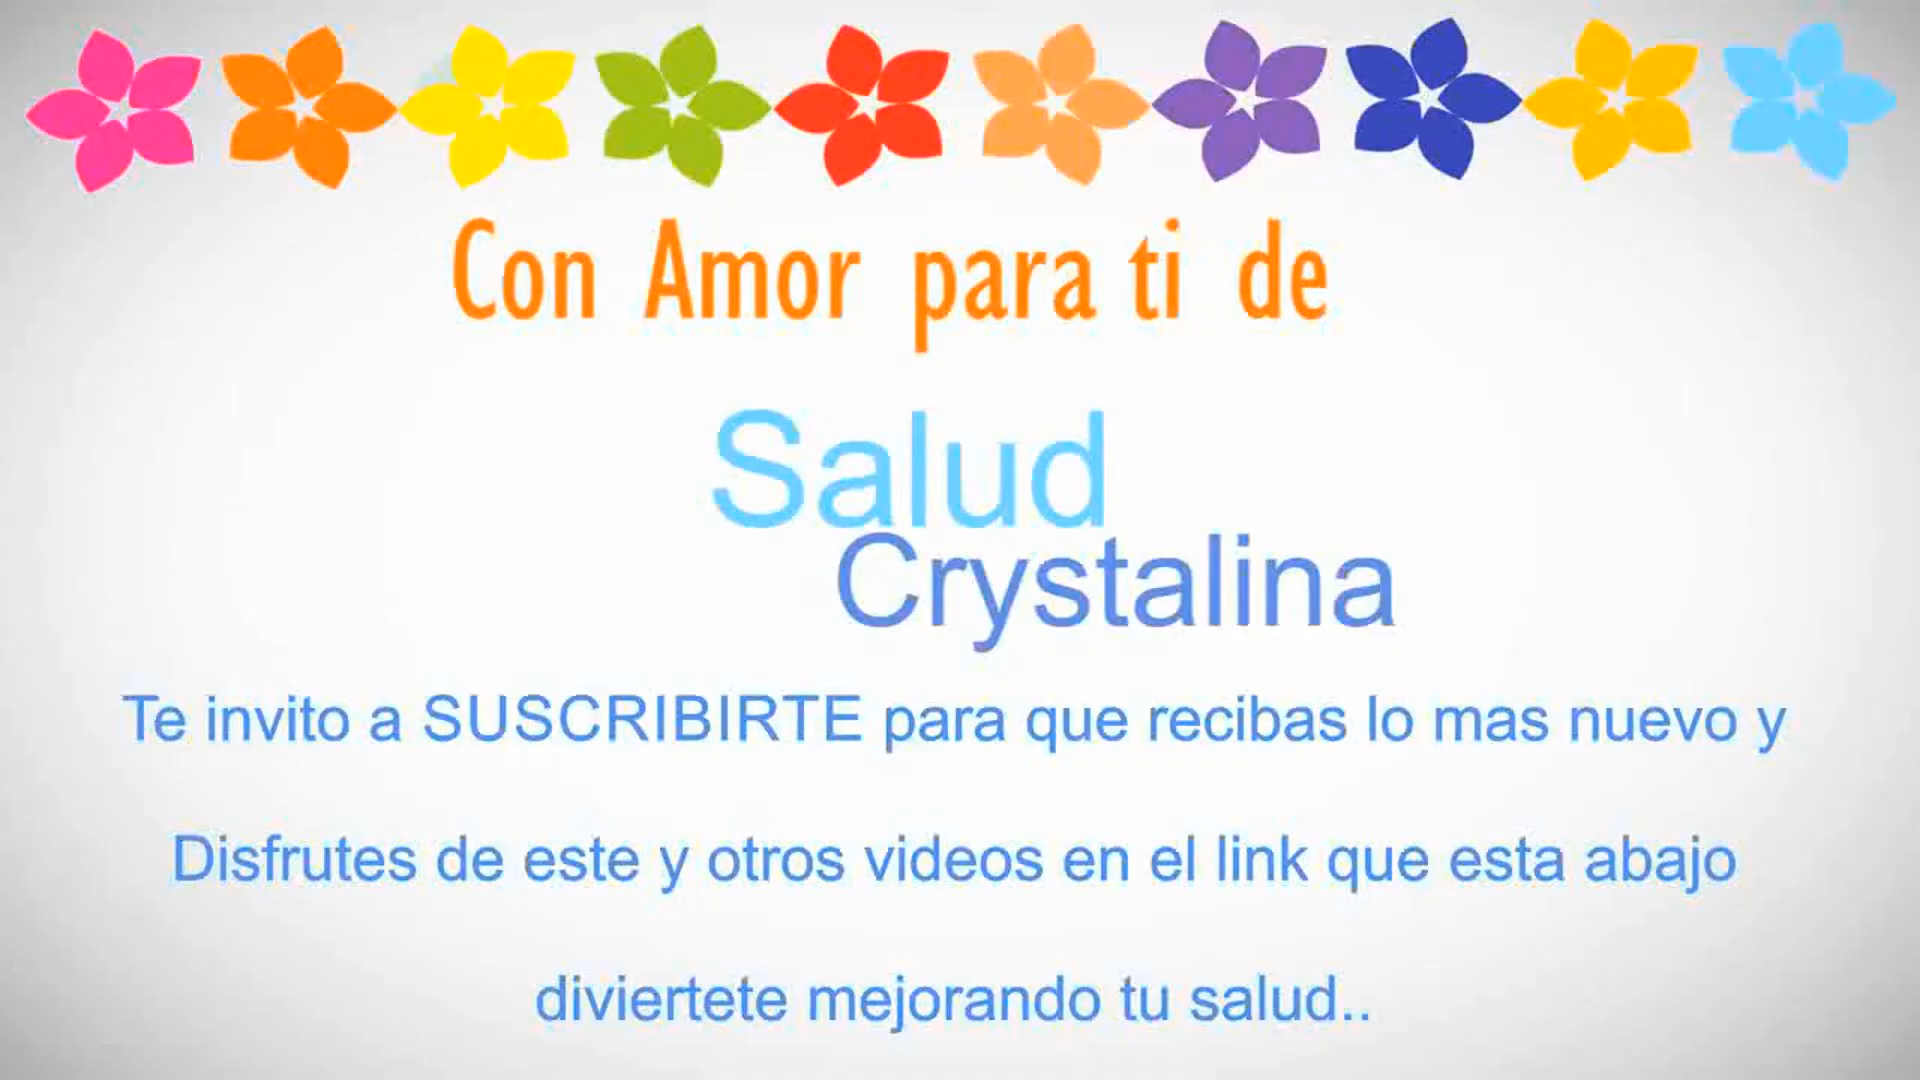 Con Amor para ti de
Salud
Crystalina
Te invito a SUSCRIBIRTE para que recibas lo mas nuevo y
Disfrutes de este y otros videos en el link que esta abajo
diviertete mejorando tu salud..